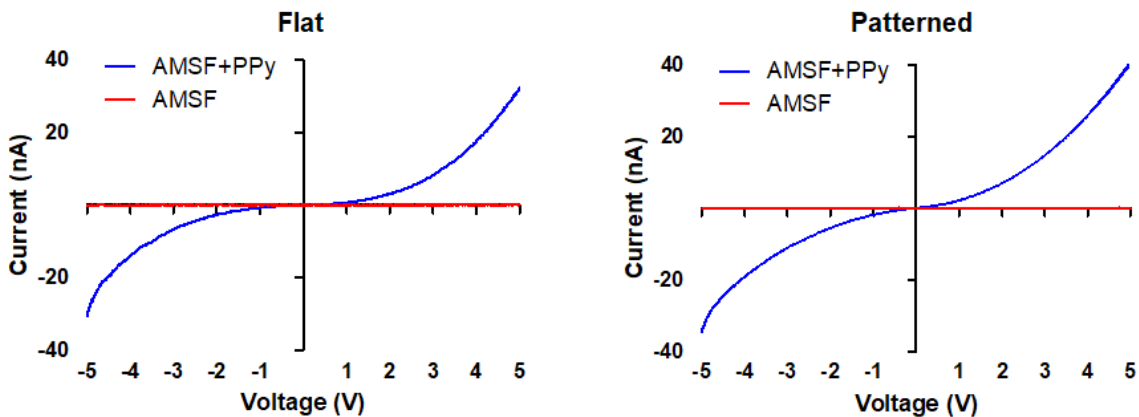 Flat
AMSF+PPy
AMSF
Current (nA)
40
20
-20
-40
-5 -4 -3 -2 -1 1 2 3 4 5
Voltage (V)
Patterned
AMSF+PPy
AMSF
Current (nA)
40
20
-20
-40
-5 -4 -3 -2 -1 1 2 3 4 5
Voltage (V)